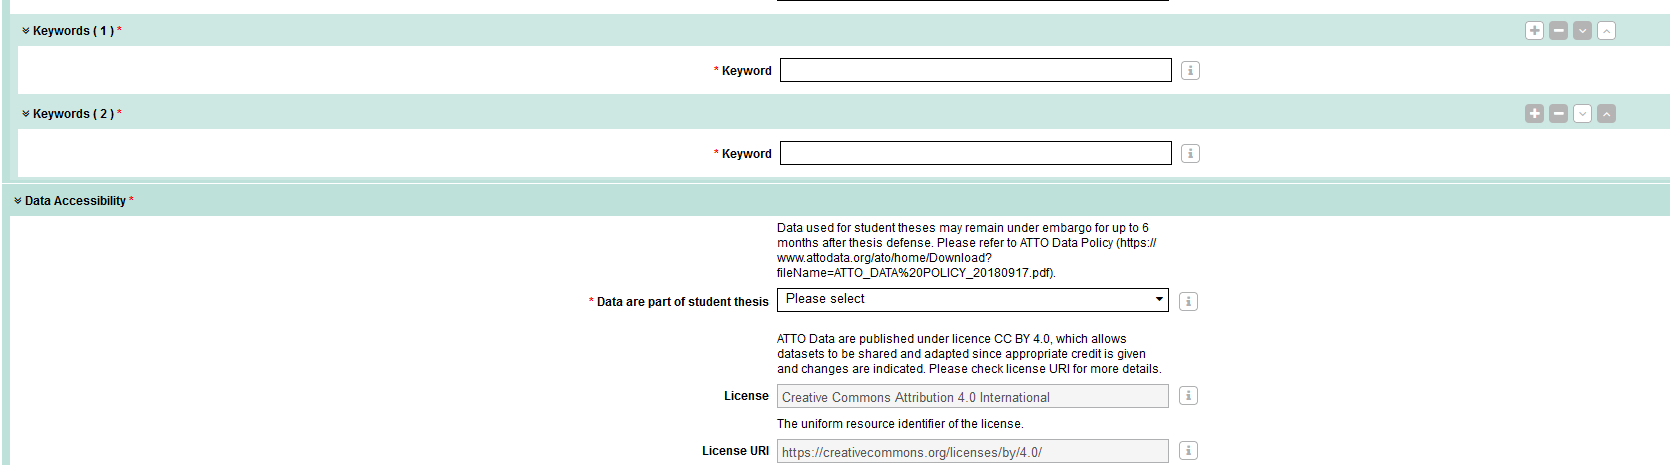 Keywords ( 1 ) *
* Keyword
Keywords ( 2 ) *
* Keyword
Data Accessibility *
Data used for student theses may remain under embargo for up to 6
months after thesis defense. Please refer to ATTO Data Policy (https://
www.attodata.org/ato/home/Download?
fileName=ATTO_DATA%20POLICY_20180917.pdf).
* Data are part of student thesis Please select
ATTO Data are published under licence CC BY 4.0, which allows
datasets to be shared and adapted since appropriate credit is given
and changes are indicated. Please check license URI for more details.
License Creative Commons Attribution 4.0 International
The uniform resource identifier of the license.
License URI https://creativecommons.org/licenses/by/4.0/